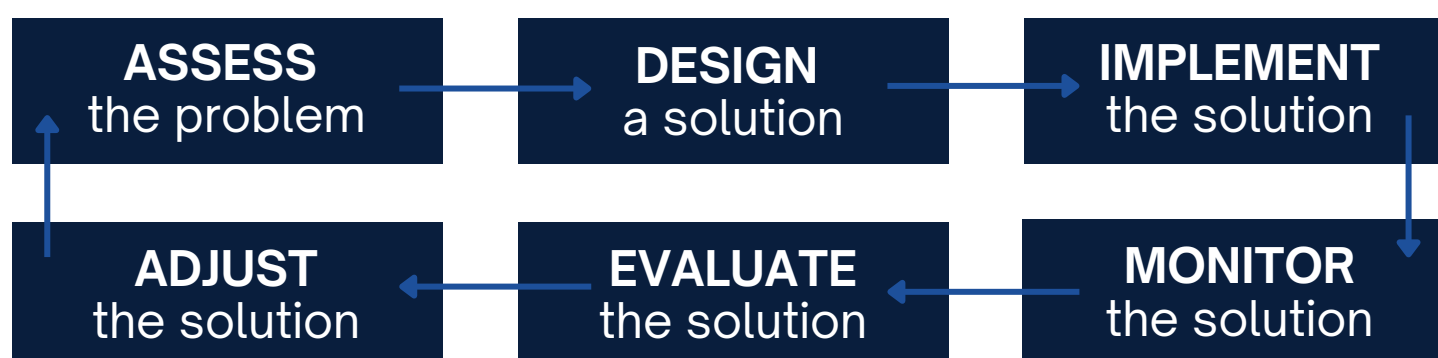 ASSESS
the problem
DESIGN
a solution
IMPLEMENT
the solution
MONITOR
the solution
EVALUATE
the solution
ADJUST
the solution